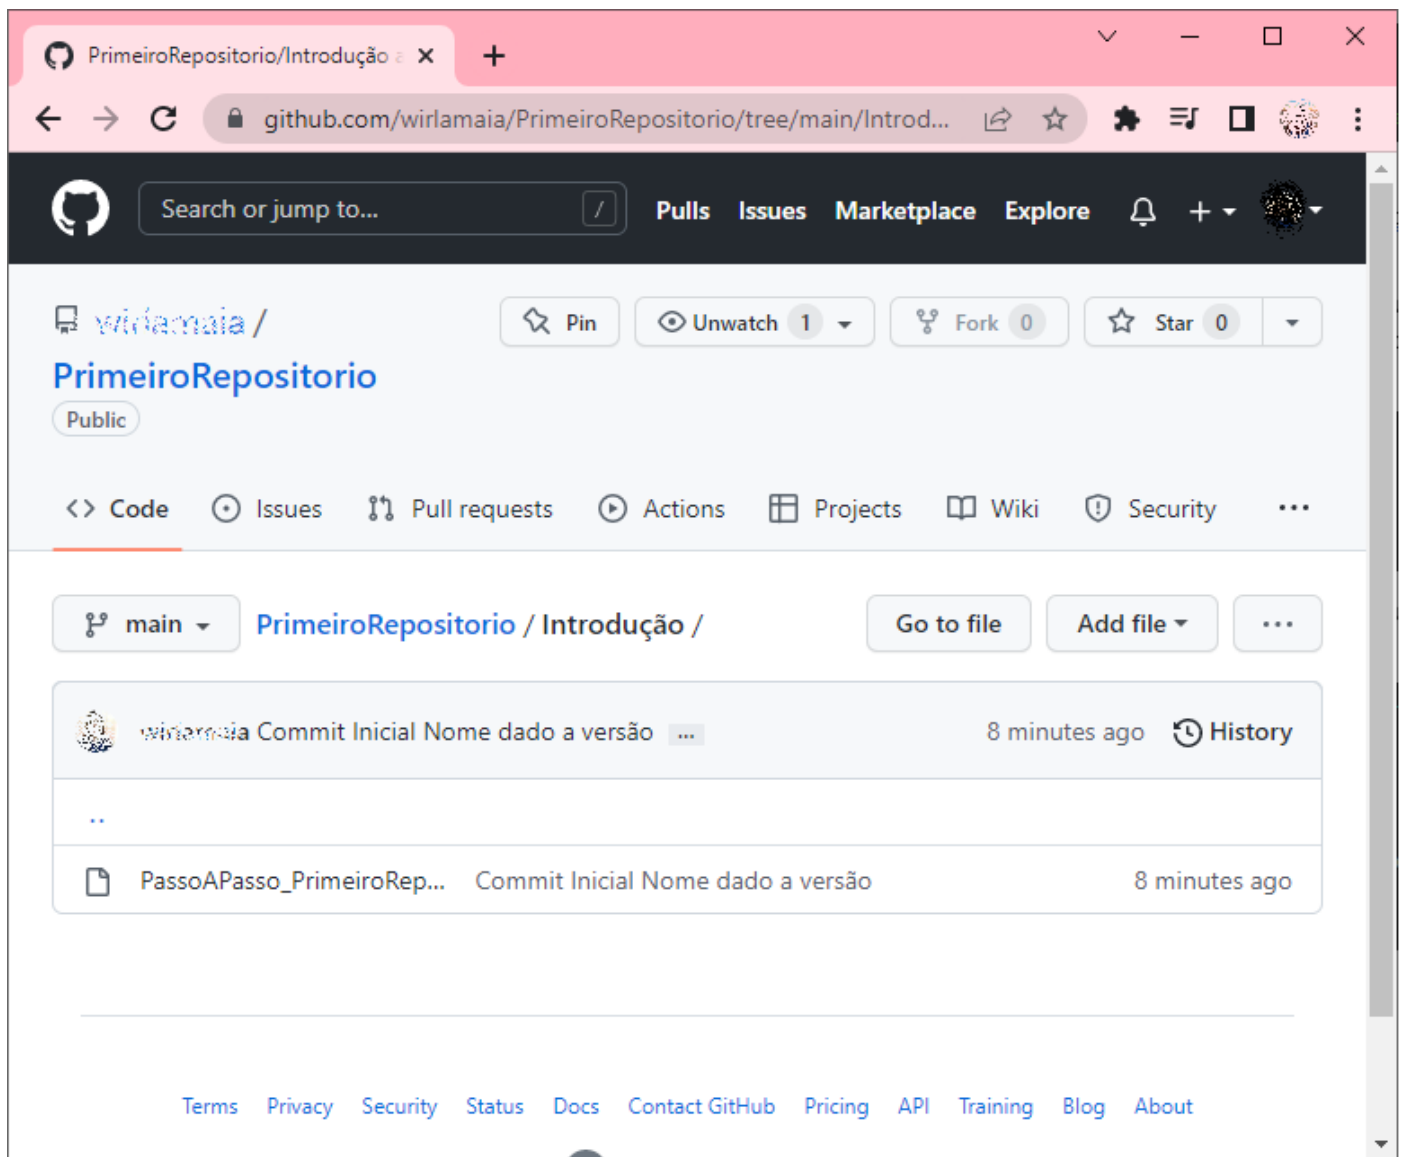 PrimeiroRepositorio/Introdução a
github.com/wirlamaia/PrimeiroRepositorio/tree/main/Introd...
Search or jump to... / Pulls Issues Marketplace Explore
/ Pin Unwatch 1 Fork 0 Star 0
PrimeiroRepositorio
Public
Code Issues Pull requests Actions Projects Wiki Security ...
main PrimeiroRepositorio / Introdução / Go to file Add file ...
Commit Inicial Nome dado a versão ... 8 minutes ago History
..
PassoAPasso_PrimeiroRep... Commit Inicial Nome dado a versão 8 minutes ago
Terms Privacy Security Status Docs Contact GitHub Pricing API Training Blog About